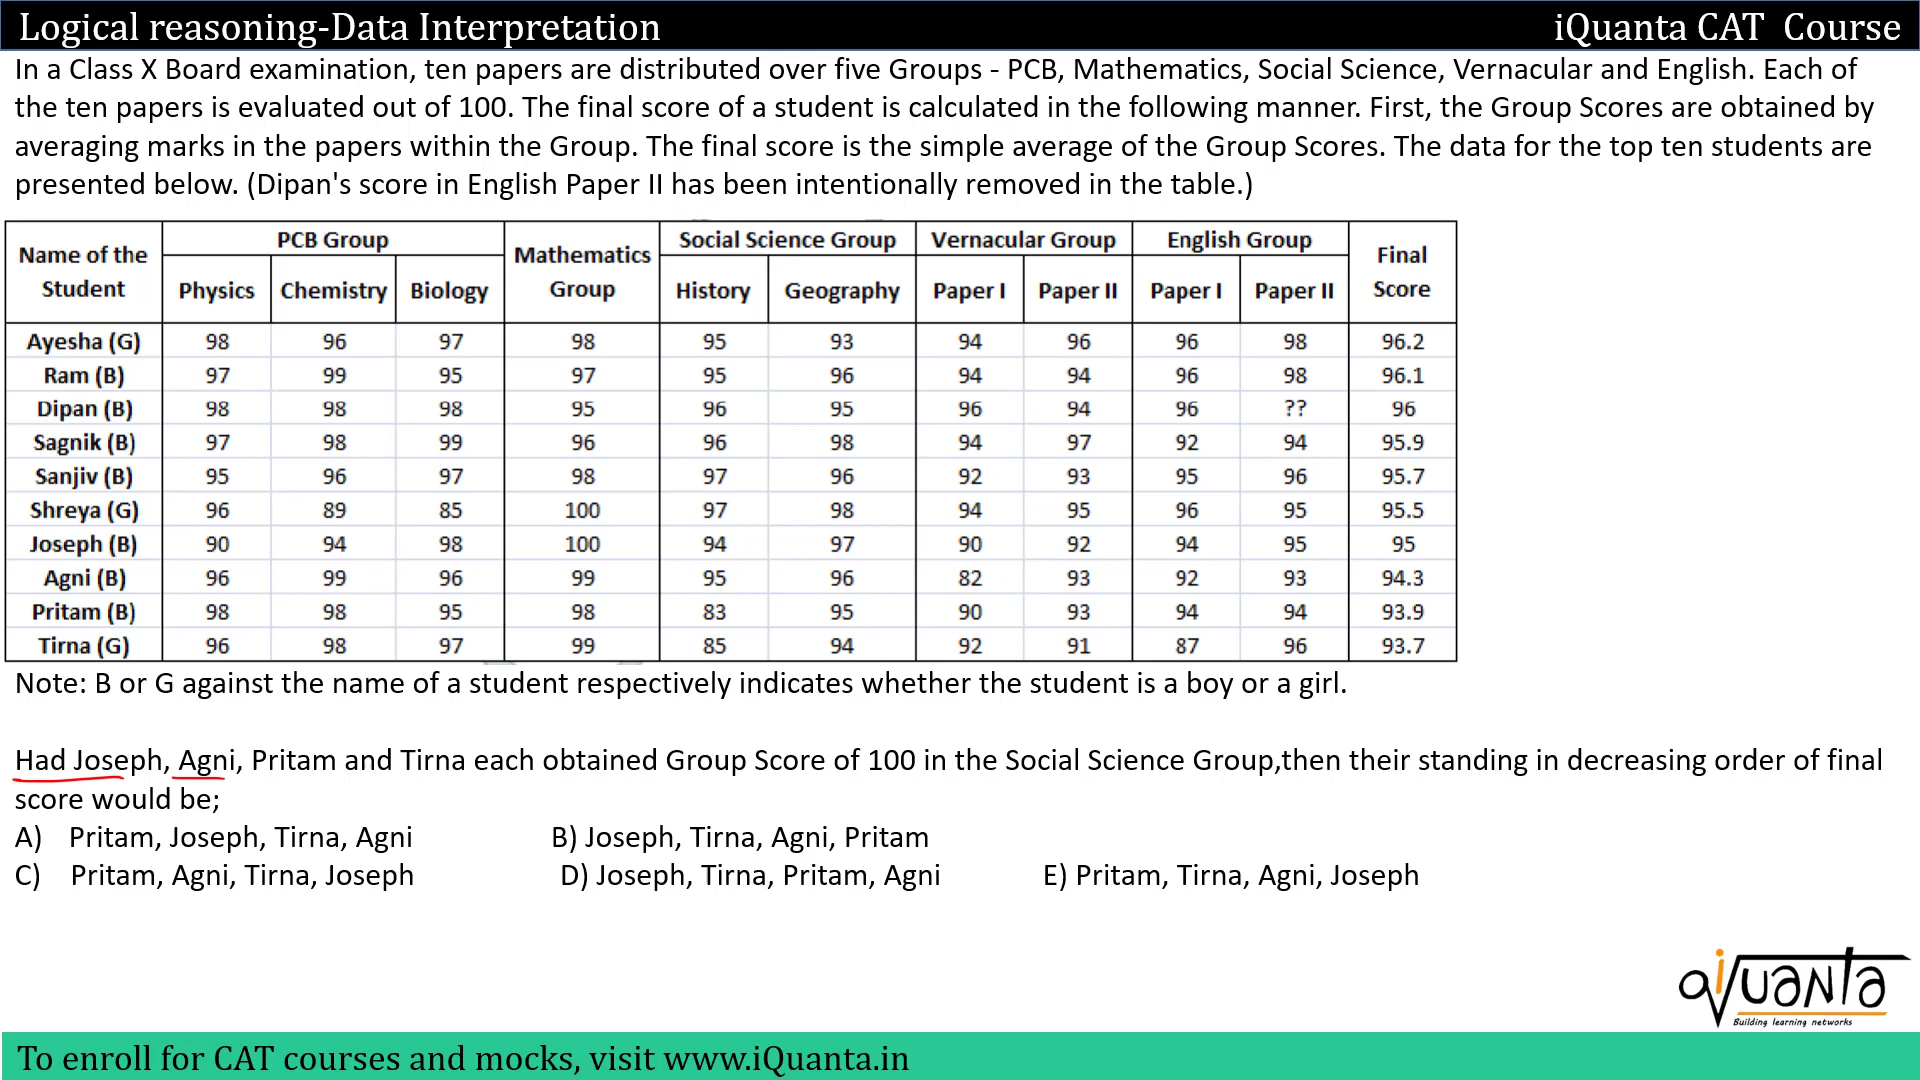 Logical reasoning-Data Interpretation iQuanta CAT Course
In a Class X Board examination, ten papers are distributed over five Groups - PCB, Mathematics, Social Science, Vernacular and English. Each of
the ten papers is evaluated out of 100. The final score of a student is calculated in the following manner. First, the Group Scores are obtained by
averaging marks in the papers within the Group. The final score is the simple average of the Group Scores. The data for the top ten students are
presented below. (Dipan's score in English Paper II has been intentionally removed in the table.)
Name of the Student PCB Group Mathematics Group Social Science Group Vernacular Group English Group Final Score
Physics Chemistry Biology History Geography Paper I Paper II Paper I Paper II
Ayesha (G) 98 96 97 98 95 93 94 96 96 98 96.2
Ram (B) 97 99 95 97 95 96 94 94 96 98 96.1
Dipan (B) 98 98 98 95 96 95 96 94 96 ?? 96
Sagnik (B) 97 98 99 96 96 98 94 97 92 94 95.9
Sanjiv (B) 95 96 97 98 97 96 92 93 95 96 95.7
Shreya (G) 96 89 85 100 97 98 94 95 96 95 95.5
Joseph (B) 90 94 98 100 94 97 90 92 94 95 95
Agni (B) 96 99 96 99 95 96 82 93 92 93 94.3
Pritam (B) 98 98 95 98 83 95 90 93 94 94 93.9
Tirna (G) 96 98 97 99 85 94 92 91 87 96 93.7
Note: B or G against the name of a student respectively indicates whether the student is a boy or a girl.
Had Joseph, Agni, Pritam and Tirna each obtained Group Score of 100 in the Social Science Group,then their standing in decreasing order of final
score would be;
A) Pritam, Joseph, Tirna, Agni B) Joseph, Tirna, Agni, Pritam
C) Pritam, Agni, Tirna, Joseph D) Joseph, Tirna, Pritam, Agni E) Pritam, Tirna, Agni, Joseph
iQuanta
Building learning networks
To enroll for CAT courses and mocks, visit www.iQuanta.in